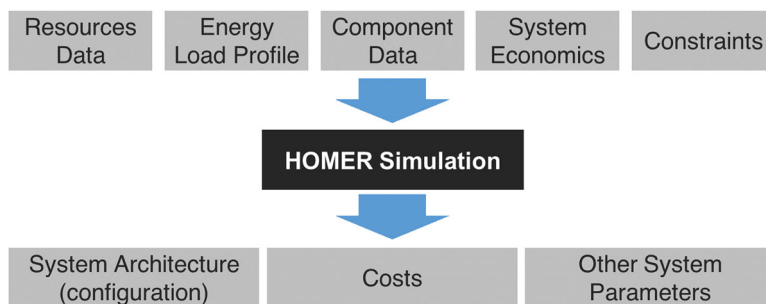 Resources
Data
Energy
Load Profile
Component
Data
System
Economics
Constraints
HOMER Simulation
System Architecture
(configuration)
Costs
Other System
Parameters